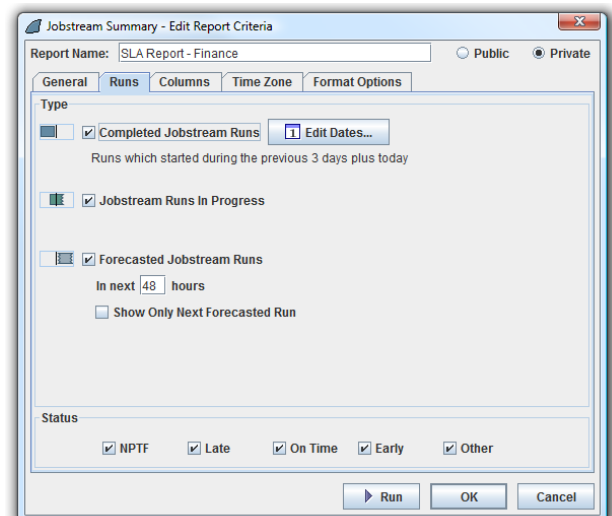 Jobstream Summary - Edit Report Criteria
Report Name: SLA Report - Finance Public Private
General Runs Columns Time Zone Format Options
Type
Completed Jobstream Runs 1 Edit Dates...
Runs which started during the previous 3 days plus today
Jobstream Runs In Progress
Forecasted Jobstream Runs
In next 48 hours
Show Only Next Forecasted Run
Status
NPTF Late On Time Early Other
Run OK Cancel